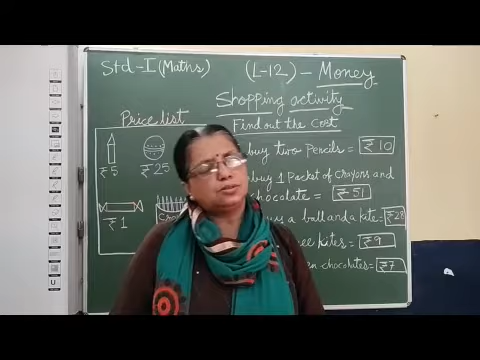 Std-I (Maths)
(L-12) - Money
Shopping activity
Price list
Find out the cost
₹5
₹25
₹1
buy two pencils = ₹10
buy 1 packet of crayons and
chocolate = ₹51
a ball and a kite = ₹28
kites = ₹9
chocolates = ₹7